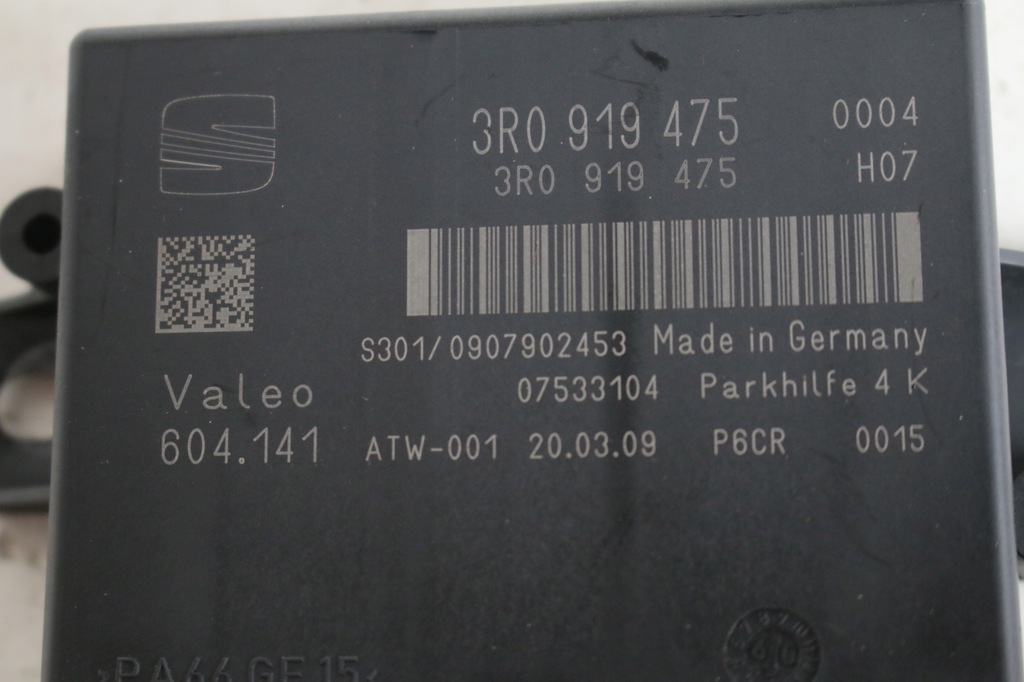 3R0 919 475 0004
3R0 919 475 H07
S301/0907902453 Made in Germany
Valeo 07533104 Parkhilfe 4 K
604.141 ATW-001 20.03.09 P6CR 0015